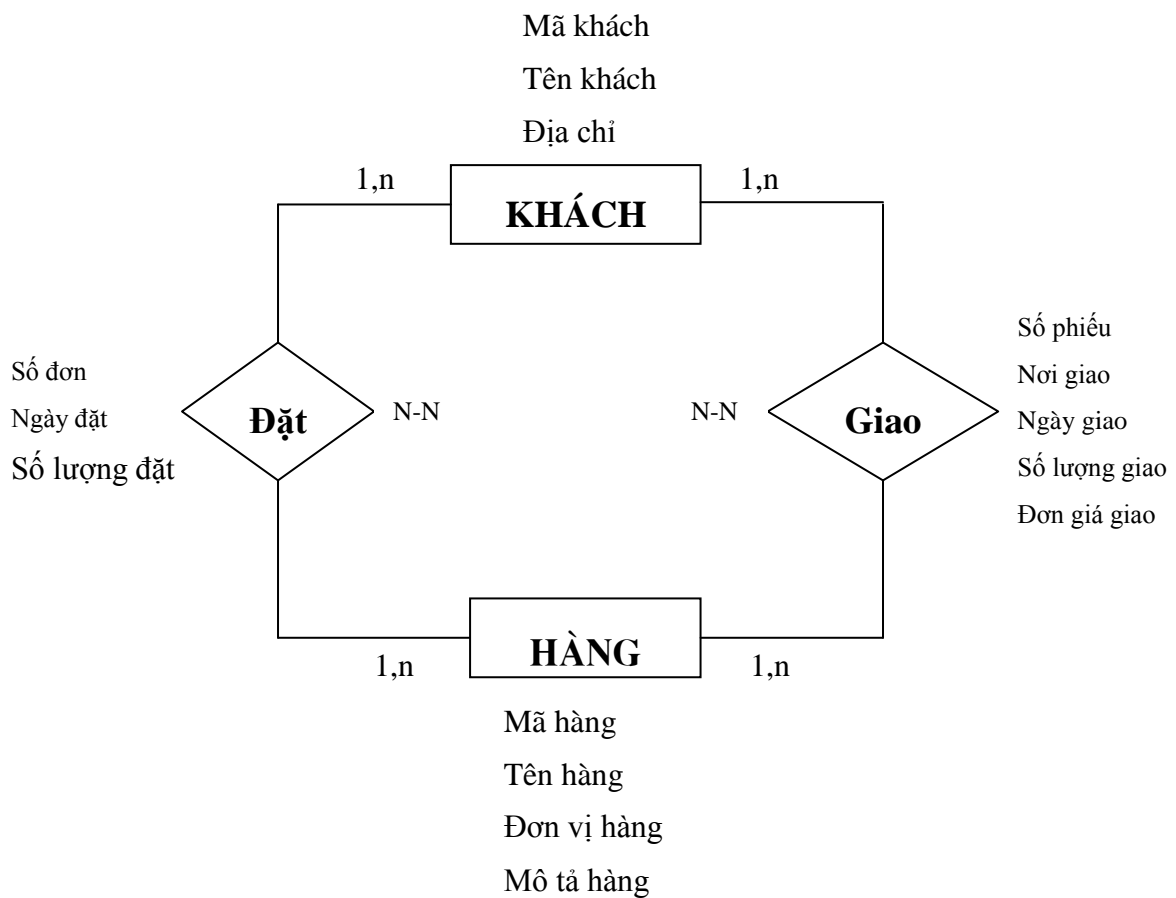 Mã khách
Tên khách
Địa chỉ
1,n
1,n
KHÁCH
Số đơn
Ngày đặt
Số lượng đặt
Đặt
N-N
N-N
Giao
Số phiếu
Nơi giao
Ngày giao
Số lượng giao
Đơn giá giao
HÀNG
1,n
1,n
Mã hàng
Tên hàng
Đơn vị hàng
Mô tả hàng